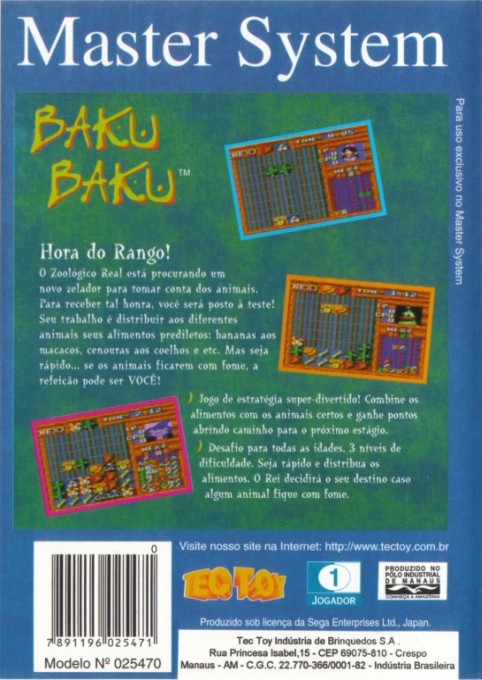 Master System
Para uso exclusivo no Master System
BAKU
BAKU™
Hora do Rango!
O Zoológico Real está procurando um
novo zelador para tomar conta dos animais.
Para receber tal honra, você será posto à teste!
Seu trabalho é distribuir aos diferentes
animais seus alimentos prediletos: bananas aos
macacos, cenouras aos coelhos e etc. Mas seja
rápido... se os animais ficarem com fome, a
refeição pode ser VOCÊ!
Jogo de estratégia super-divertido! Combine os
alimentos com os animais certos e ganhe pontos
abrindo caminho para o próximo estágio.
Desafio para todas as idades. 3 níveis de
dificuldade. Seja rápido e distribua os
alimentos. O Rei decidirá o seu destino caso
algum animal fique com fome.
Visite nosso site na Internet: http://www.tectoy.com.br
0
7 891196 025471
Modelo Nº 025470
TEC TOY
1
JOGADOR
PRODUZIDO NO
PÓLO INDUSTRIAL
DE MANAUS
CONHEÇA A AMAZÔNIA
Produzido sob licença da Sega Enterprises Ltd., Japan.
Tec Toy Indústria de Brinquedos S.A.
Rua Princesa Isabel,15 - CEP 69075-810 - Crespo
Manaus - AM - C.G.C. 22.770-366/0001-82 - Indústria Brasileira